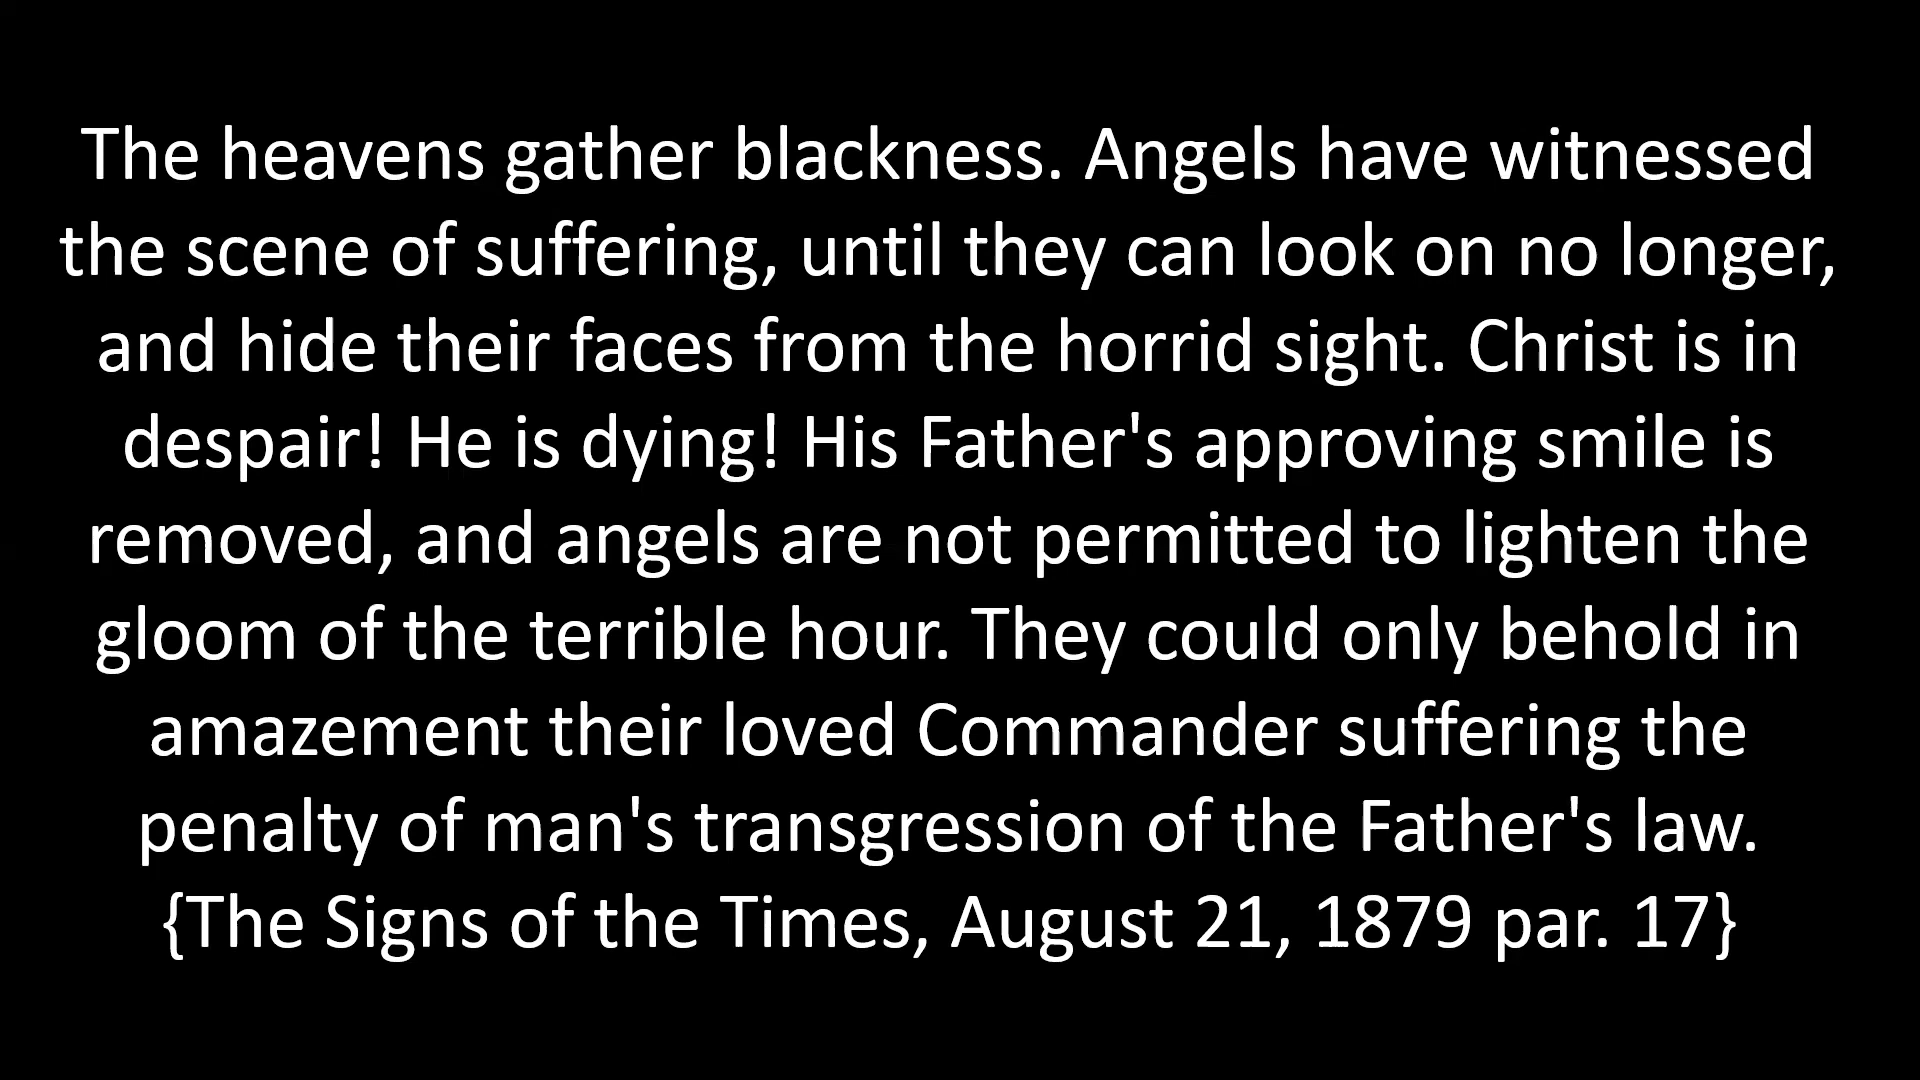 The heavens gather blackness. Angels have witnessed
the scene of suffering, until they can look on no longer,
and hide their faces from the horrid sight. Christ is in
despair! He is dying! His Father's approving smile is
removed, and angels are not permitted to lighten the
gloom of the terrible hour. They could only behold in
amazement their loved Commander suffering the
penalty of man's transgression of the Father's law.
{The Signs of the Times, August 21, 1879 par. 17}